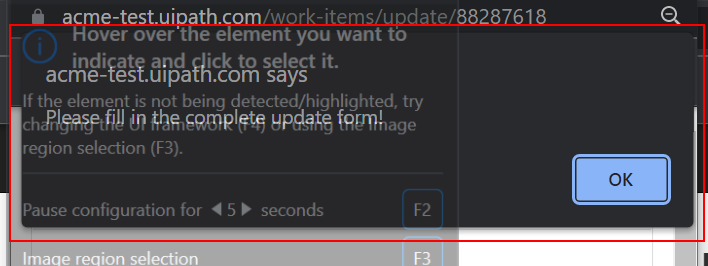 acme-test.uipath.com/work-items/update/88287618
Hover over the element you want to
indicate and click to select it.
acme-test.uipath.com says
If the element is not being detected/highlighted, try
Please fill in the complete update form!
changing the UI framework (F4) or using the image
region selection (F3).
OK
Pause configuration for 5 seconds
F2
Image region selection
F3